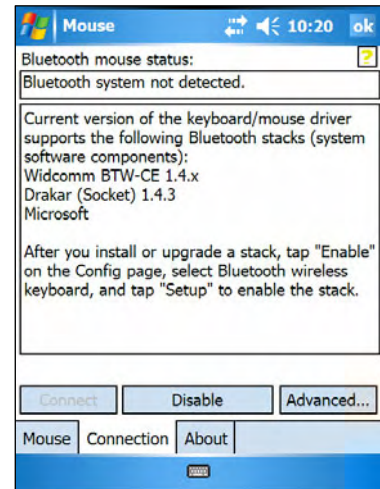 Mouse 10:20 ok
Bluetooth mouse status: ?
Bluetooth system not detected.
Current version of the keyboard/mouse driver
supports the following Bluetooth stacks (system
software components):
Widcomm BTW-CE 1.4.x
Drakar (Socket) 1.4.3
Microsoft
After you install or upgrade a stack, tap "Enable"
on the Config page, select Bluetooth wireless
keyboard, and tap "Setup" to enable the stack.
Connect Disable Advanced...
Mouse Connection About